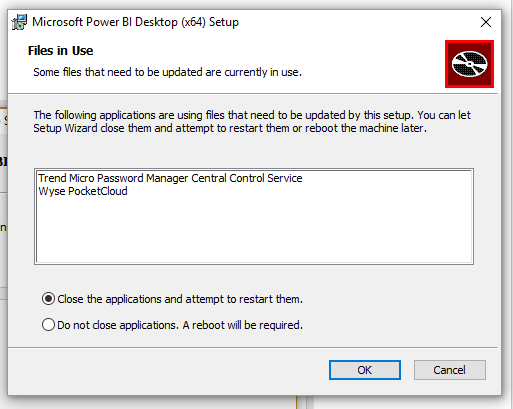 Microsoft Power BI Desktop (x64) Setup
Files in Use
Some files that need to be updated are currently in use.
The following applications are using files that need to be updated by this setup. You can let
Setup Wizard close them and attempt to restart them or reboot the machine later.
Trend Micro Password Manager Central Control Service
Wyse PocketCloud
Close the applications and attempt to restart them.
Do not close applications. A reboot will be required.
OK Cancel